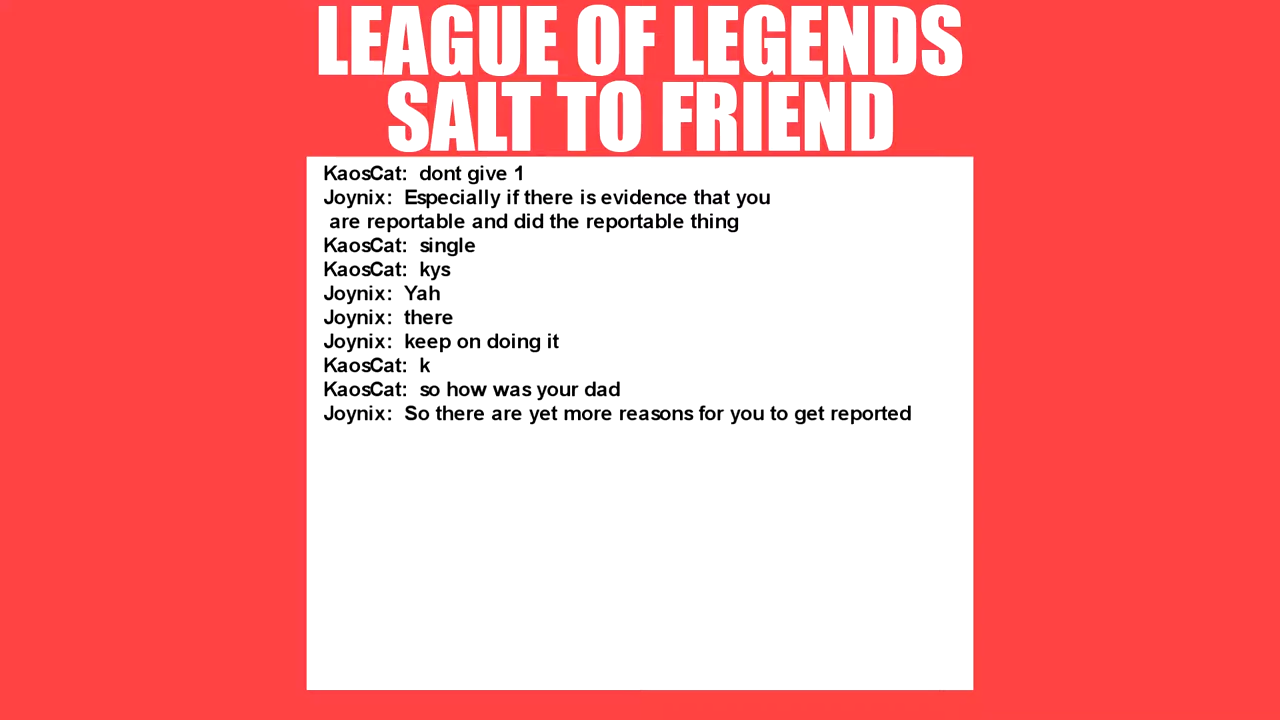 LEAGUE OF LEGENDS
SALT TO FRIEND
KaosCat: dont give 1
Joynix: Especially if there is evidence that you
are reportable and did the reportable thing
KaosCat: single
KaosCat: kys
Joynix: Yah
Joynix: there
Joynix: keep on doing it
KaosCat: k
KaosCat: so how was your dad
Joynix: So there are yet more reasons for you to get reported